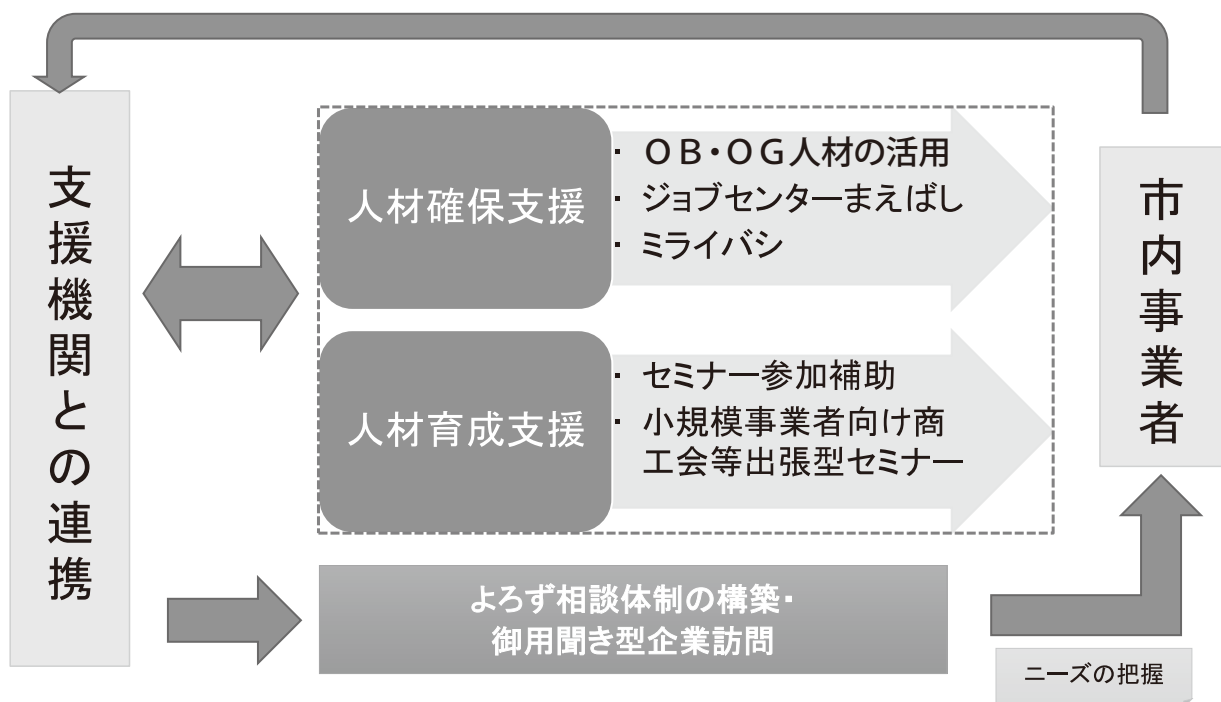 支援機関との連携
人材確保支援
・ＯＢ・ＯＧ人材の活用
・ジョブセンターまえばし
・ミライバシ
人材育成支援
・セミナー参加補助
・小規模事業者向け商
工会等出張型セミナー
市内事業者
よろず相談体制の構築・
御用聞き型企業訪問
ニーズの把握